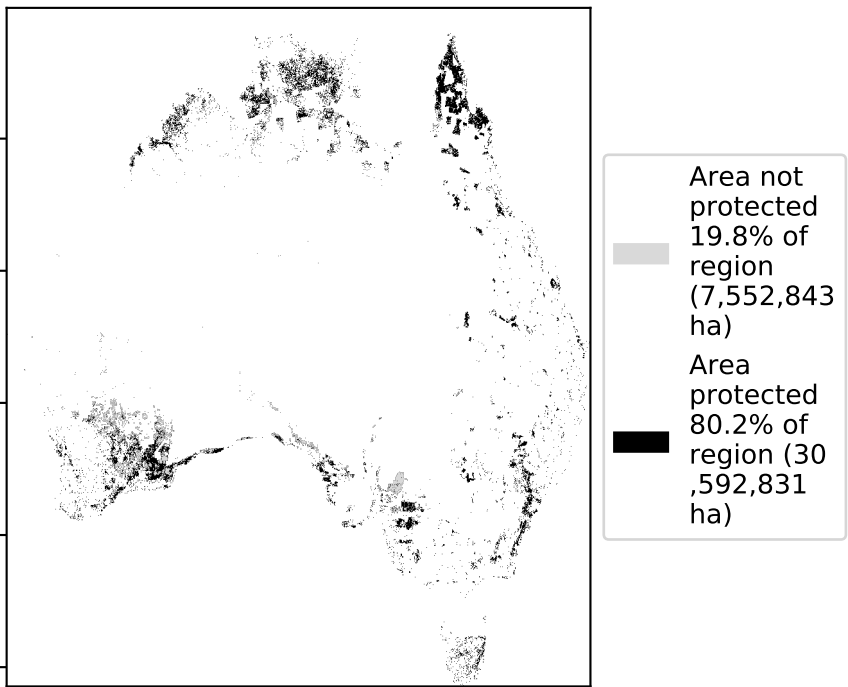 Area not
protected
19.8% of
region
(7,552,843
ha)
Area
protected
80.2% of
region (30
,592,831
ha)